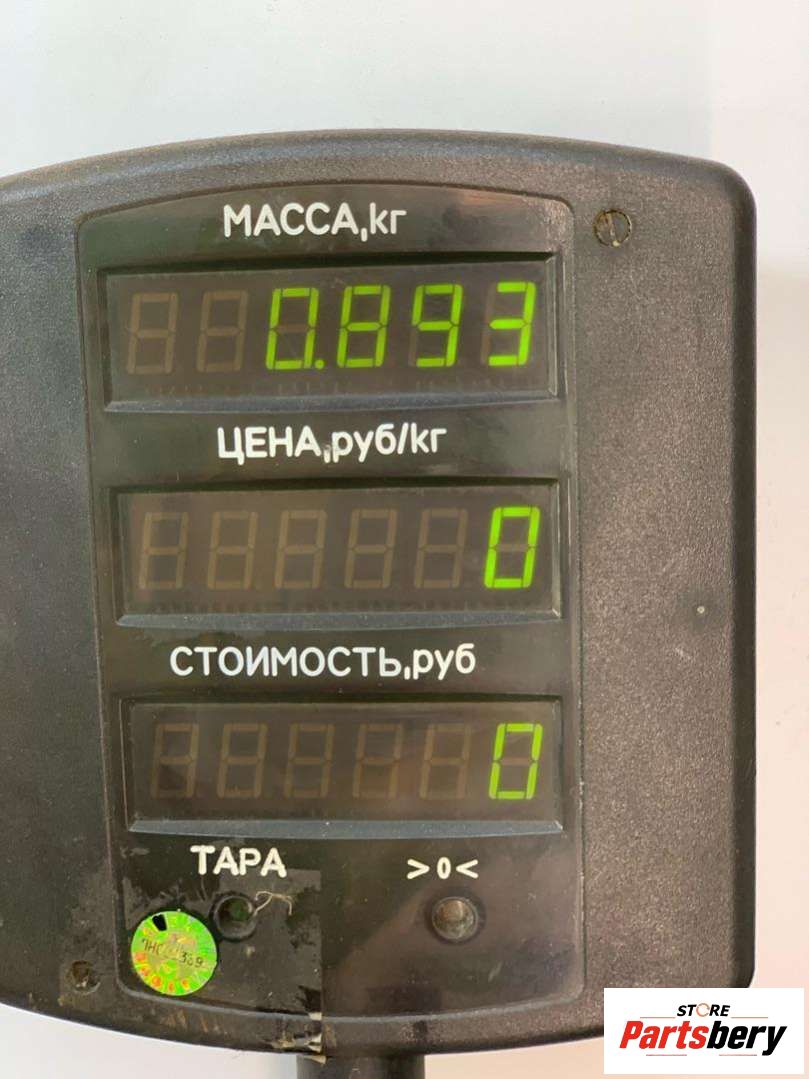 МАССА,кг
0.893
ЦЕНА,руб/кг
0
СТОИМОСТЬ,руб
0
ТАРА >0<
STORE
Partsbery